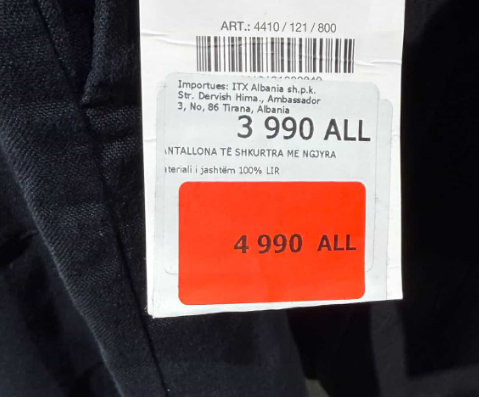 ART.: 4410 / 121 / 800
Importues: ITX Albania sh.p.k.
Str. Dervish Hima., Ambassador
3, No, 86 Tirana, Albania
3 990 ALL
ANTALLONA TË SHKURTRA ME NGJYRA
teriali i jashtëm 100% LIR
4 990 ALL